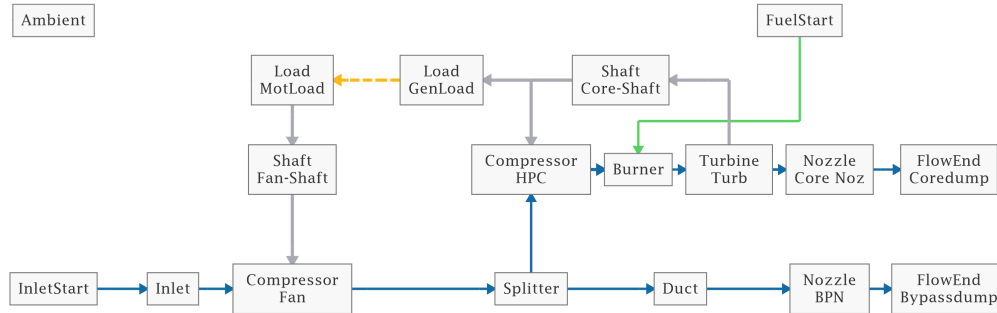 Ambient
FuelStart
Load
MotLoad
Load
GenLoad
Shaft
Core-Shaft
Shaft
Fan-Shaft
Compressor
HPC
Burner
Turbine
Turb
Nozzle
Core Noz
FlowEnd
Coredump
InletStart
Inlet
Compressor
Fan
Splitter
Duct
Nozzle
BPN
FlowEnd
Bypassdump